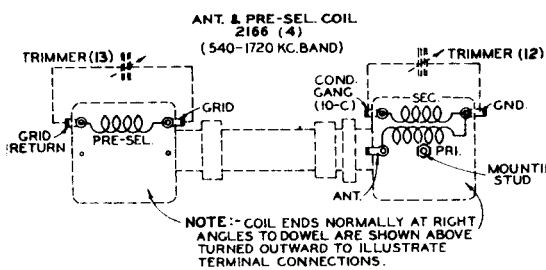 ANT. & PRE-SEL. COIL
2166 (4)
(540-1720 KC. BAND)
TRIMMER (13)
TRIMMER (12)
COND.
GANG
(10-C)
SEC.
GND.
GRID
GRID
RETURN
PRE-SEL.
PRI.
ANT.
MOUNTI
STUD
NOTE:- COIL ENDS NORMALLY AT RIGHT
ANGLES TO DOWEL ARE SHOWN ABOVE
TURNED OUTWARD TO ILLUSTRATE
TERMINAL CONNECTIONS.